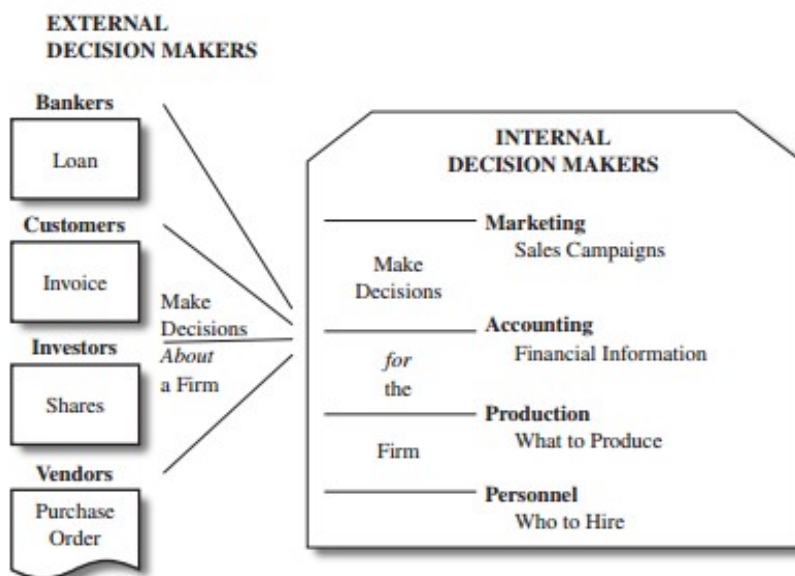 EXTERNAL
DECISION MAKERS
Bankers
Loan
Customers
Invoice
Investors
Shares
Vendors
Purchase
Order
Make
Decisions
About
a Firm
INTERNAL
DECISION MAKERS
Make
Decisions
for
the
Firm
Marketing
Sales Campaigns
Accounting
Financial Information
Production
What to Produce
Personnel
Who to Hire